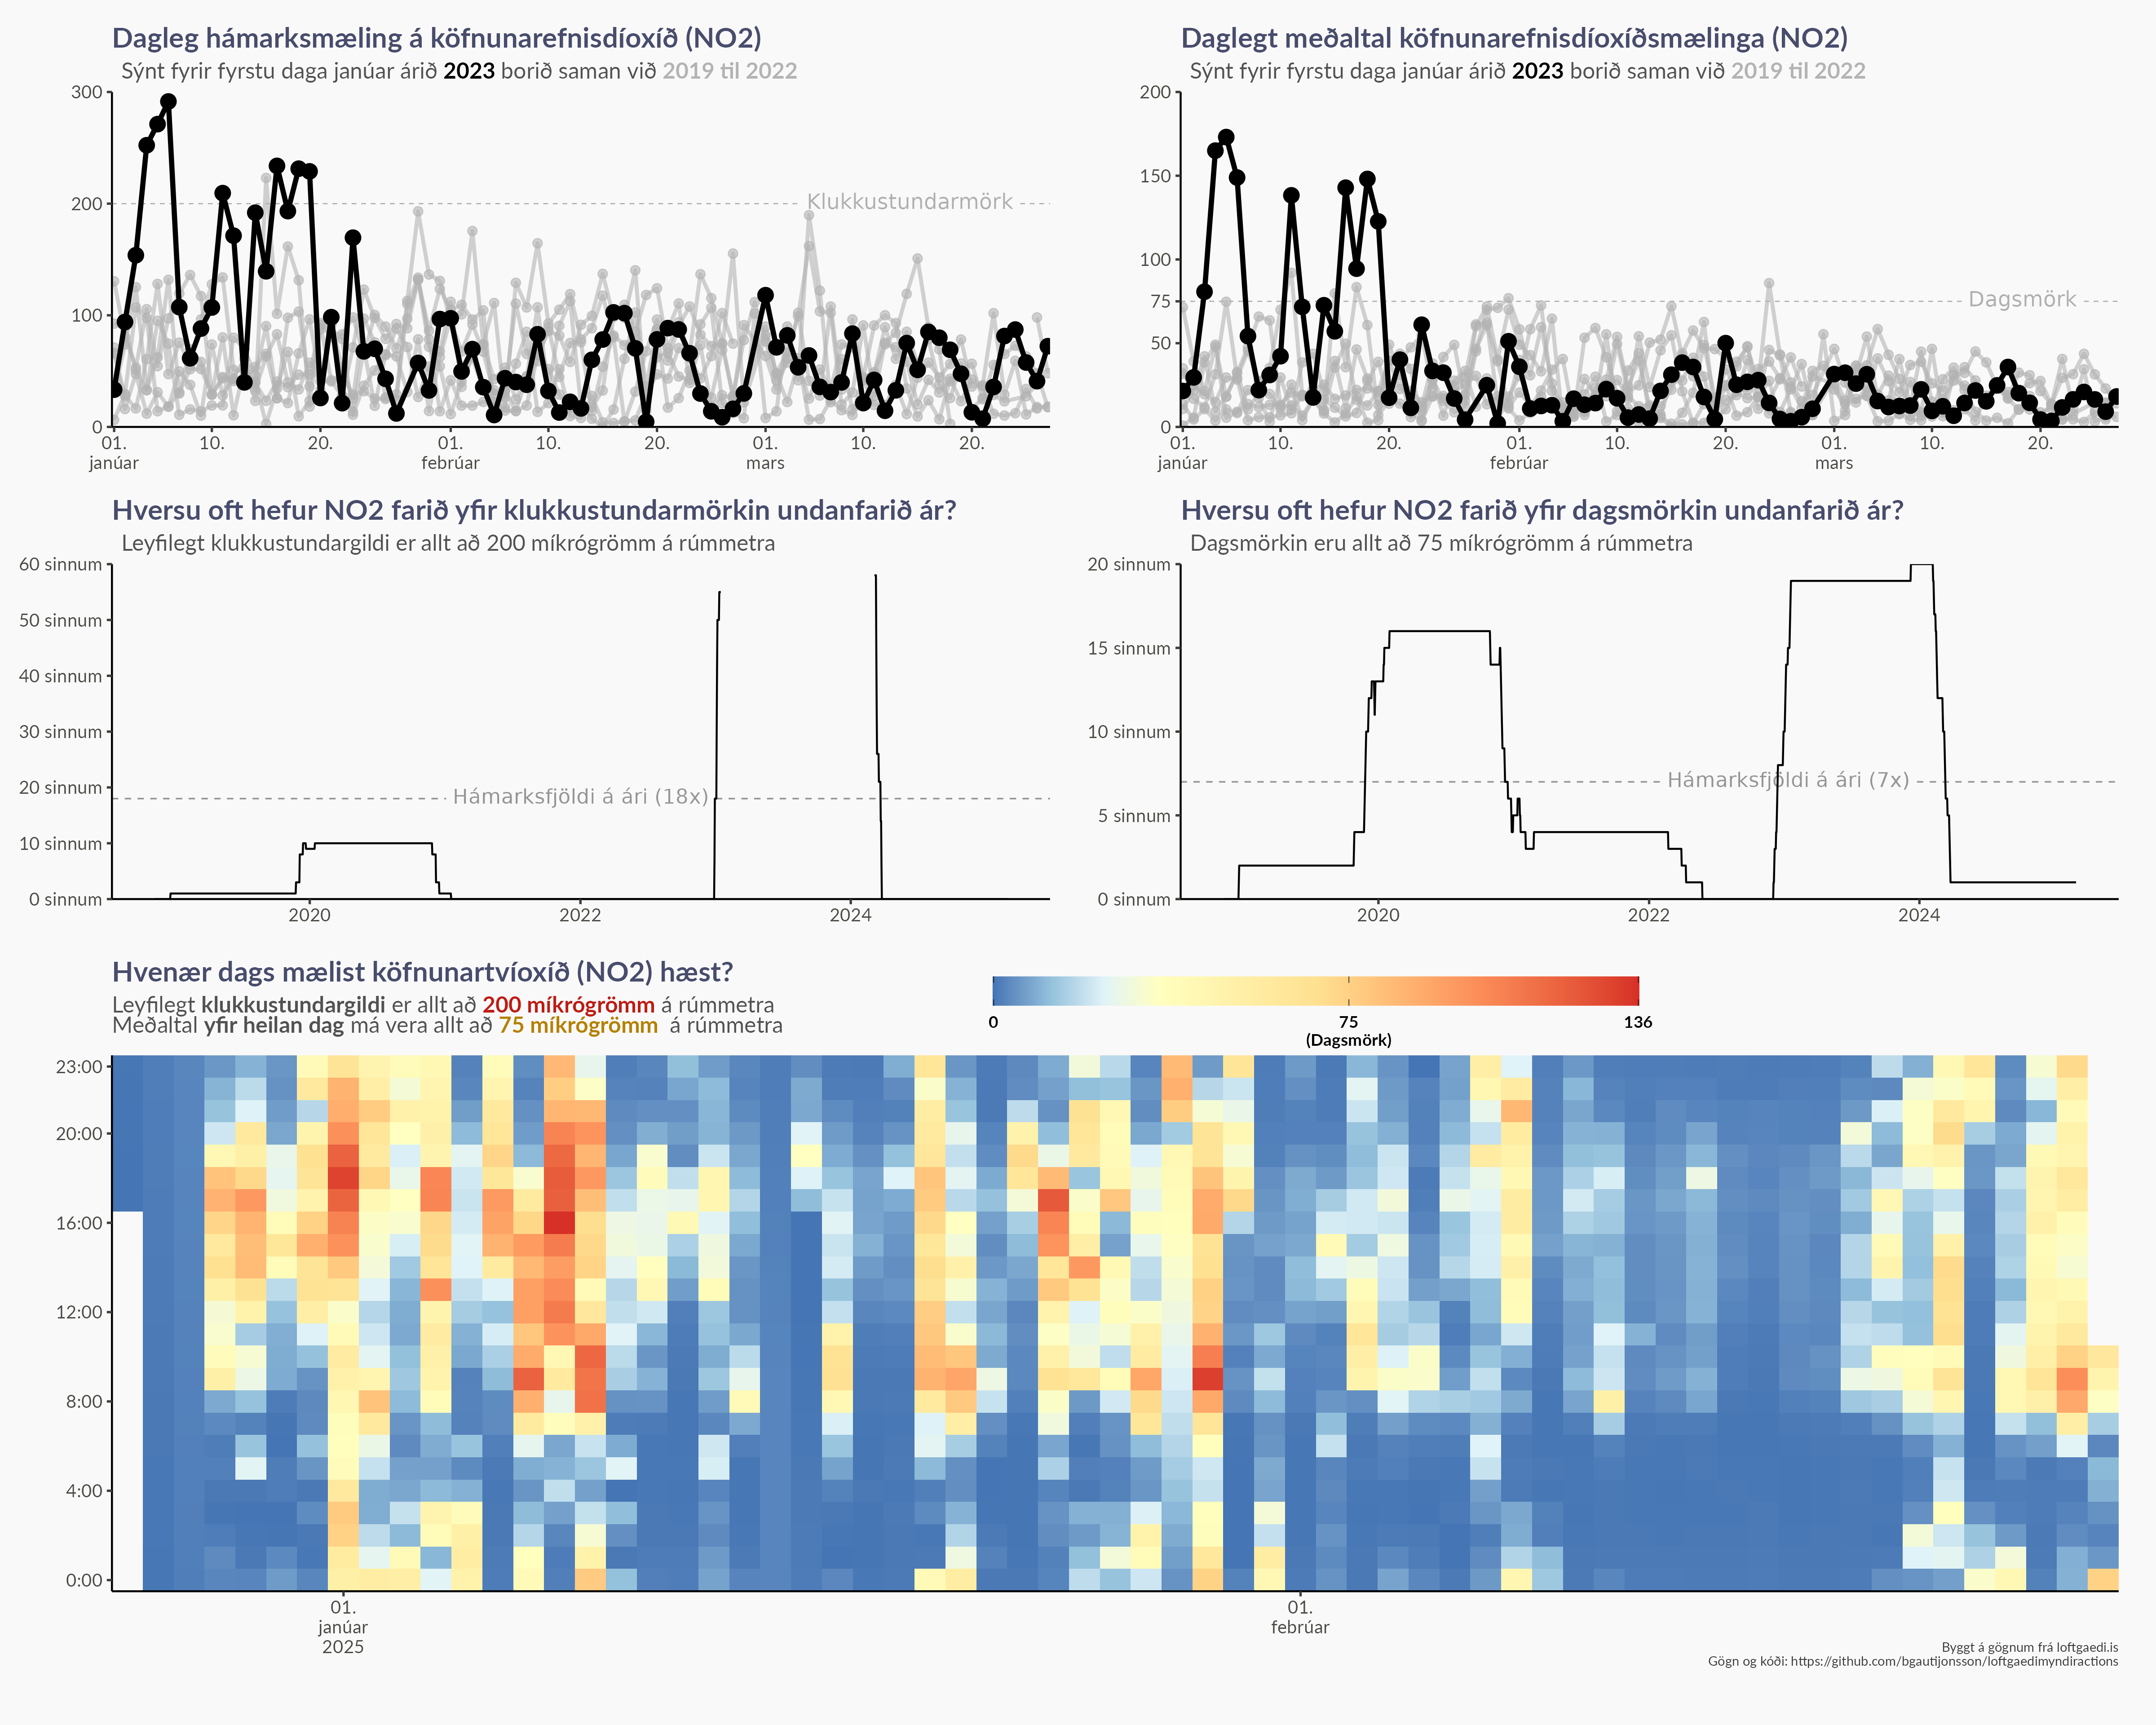 Dagleg hámarksmæling á köfnunarefnisdíoxíð (NO2)
Sýnt fyrir fyrstu daga janúar árið 2023 borið saman við 2019 til 2022
300
200
100
0
Klukkustundarmörk
01. 10. 20. 01. 10. 20. 01. 10. 20.
janúar febrúar mars
Daglegt meðaltal köfnunarefnisdíoxíðsmælinga (NO2)
Sýnt fyrir fyrstu daga janúar árið 2023 borið saman við 2019 til 2022
200
150
100
75
50
0
Dagsmörk
01. 10. 20. 01. 10. 20. 01. 10. 20.
janúar febrúar mars
Hversu oft hefur NO2 farið yfir klukkustundarmörkin undanfarið ár?
Leyfilegt klukkustundargildi er allt að 200 míkrógrömm á rúmmetra
60 sinnum
50 sinnum
40 sinnum
30 sinnum
20 sinnum
10 sinnum
0 sinnum
Hámarksfjöldi á ári (18x)
2020 2022 2024
Hversu oft hefur NO2 farið yfir dagsmörkin undanfarið ár?
Dagsmörkin eru allt að 75 míkrógrömm á rúmmetra
20 sinnum
15 sinnum
10 sinnum
5 sinnum
0 sinnum
Hámarksfjöldi á ári (7x)
2020 2022 2024
Hvenær dags mælist köfnunartvíoxíð (NO2) hæst?
Leyfilegt klukkustundargildi er allt að 200 míkrógrömm á rúmmetra
Meðaltal yfir heilan dag má vera allt að 75 míkrógrömm á rúmmetra
0 75 136
(Dagsmörk)
23:00
20:00
16:00
12:00
8:00
4:00
0:00
01. 01.
janúar febrúar
2025
Byggt á gögnum frá loftgaedi.is
Gögn og kóði: https://github.com/bgautijonsson/loftgaedimyndiractions